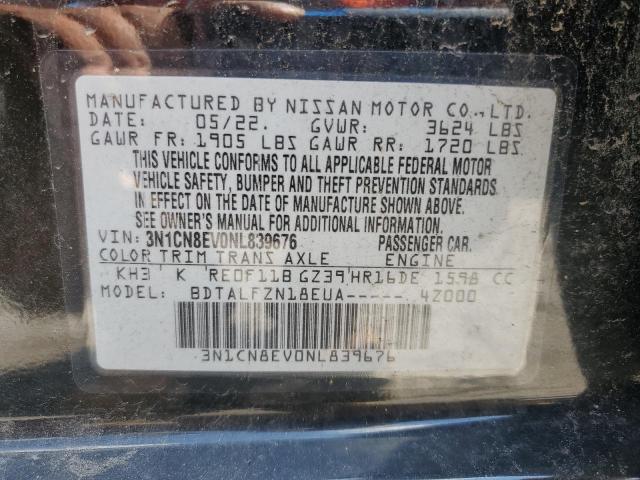 MANUFACTURED BY NISSAN MOTOR CO., LTD.
DATE: 05/22. GVWR: 3624 LBS
GAWR FR: 1905 LBS GAWR RR: 1720 LBS
THIS VEHICLE CONFORMS TO ALL APPLICABLE FEDERAL MOTOR
VEHICLE SAFETY, BUMPER AND THEFT PREVENTION STANDARDS
IN EFFECT ON THE DATE OF MANUFACTURE SHOWN ABOVE.
SEE OWNER'S MANUAL FOR ADDITIONAL INFORMATION.
VIN: 3N1CN8EV0NL839676 PASSENGER CAR.
COLOR TRIM TRANS AXLE ENGINE
KH3 K RE0F11B GZ39 HR16DE 1598 CC
MODEL: BDTALFZN18EUA----- 4Z000
3N1CN8EV0NL839676